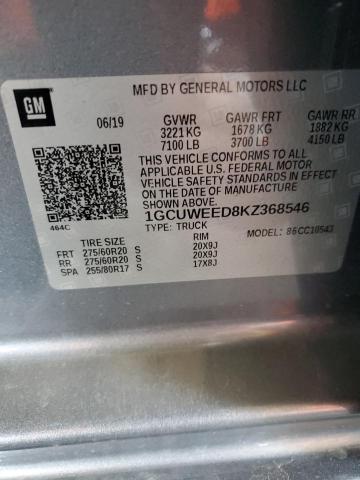 MFD BY GENERAL MOTORS LLC
GM
06/19 GVWR GAWR FRT GAWR RR
3221 KG 1678 KG 1882 KG
7100 LB 3700 LB 4150 LB
THIS VEHICLE CONFORMS TO ALL
APPLICABLE U.S. FEDERAL MOTOR
VEHICLE SAFETY STANDARDS IN
EFFECT ON THE DATE OF MANUFACTURE
SHOWN ABOVE.
1GCUWEED8KZ368546
464C TYPE: TRUCK MODEL: 86CC10543
TIRE SIZE RIM
FRT 275/60R20 S 20X9J
RR 275/60R20 S 20X9J
SPA 255/80R17 S 17X8J